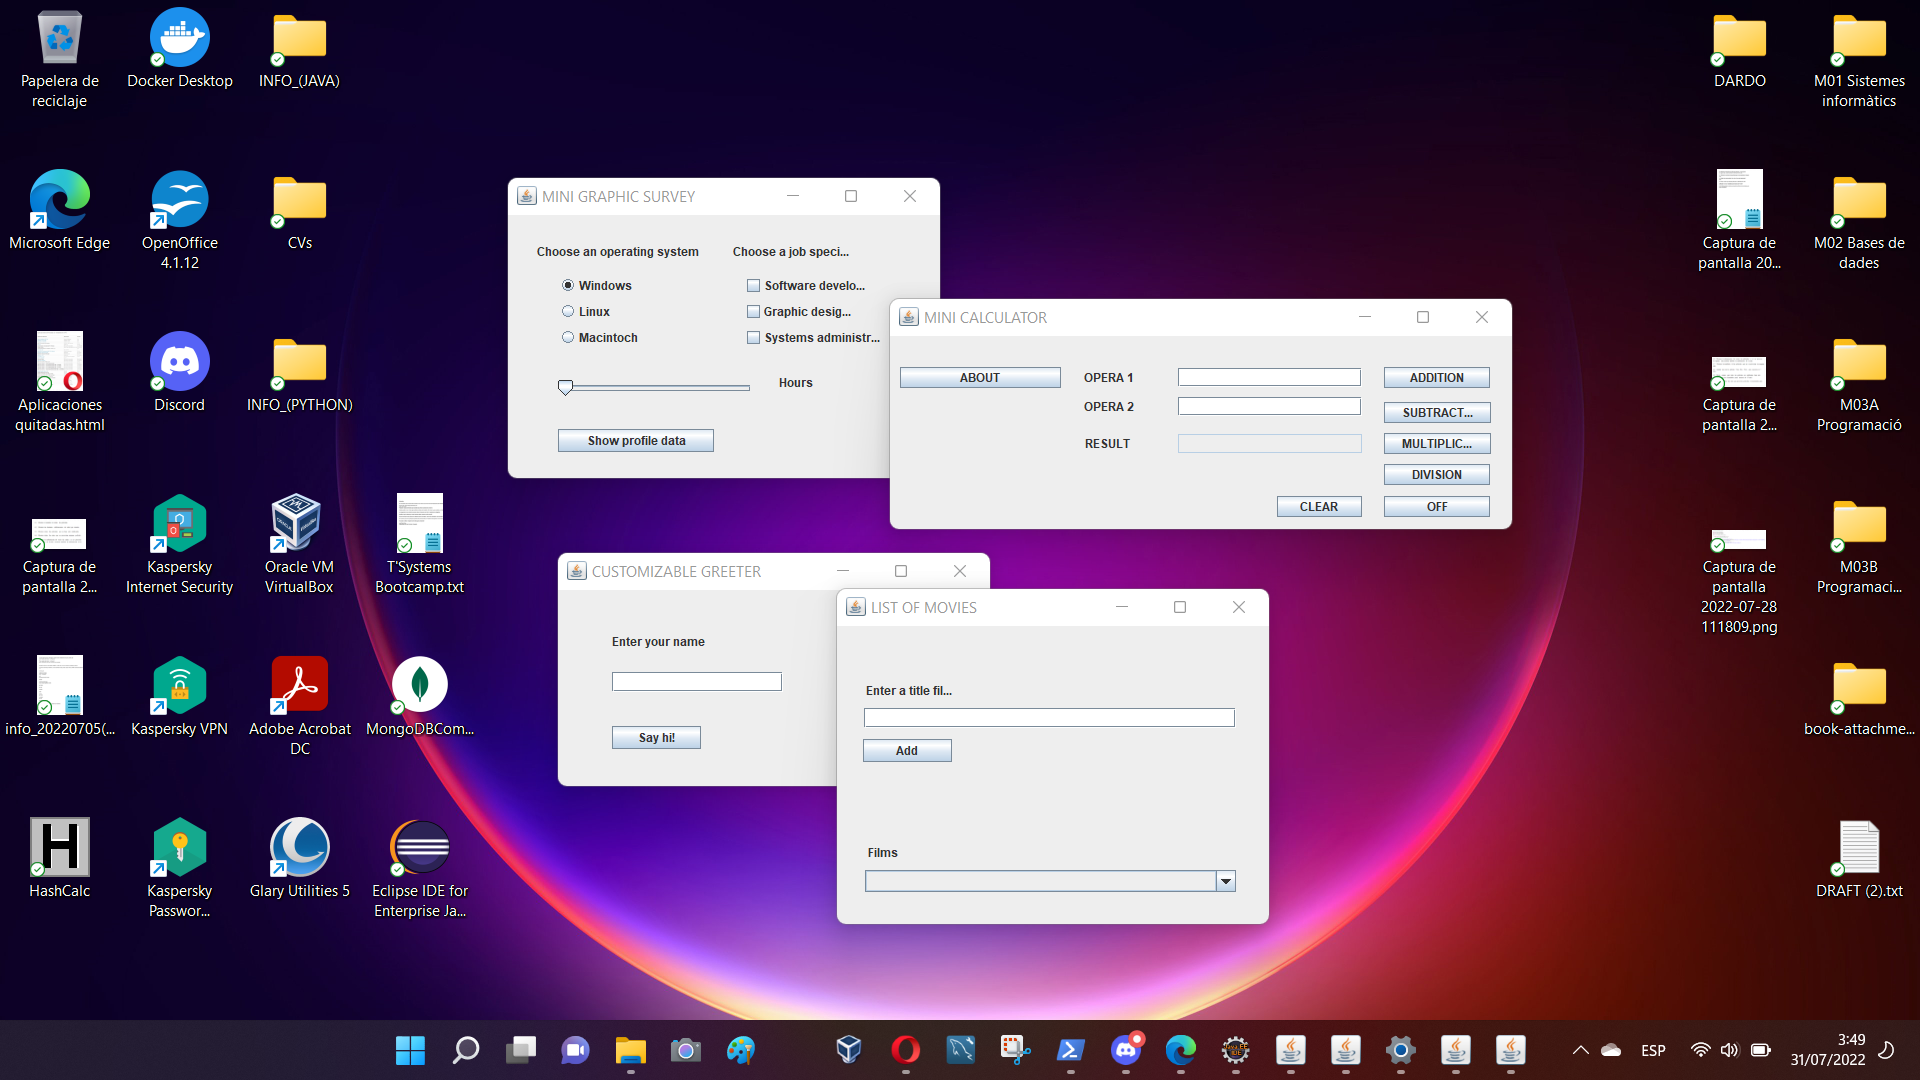 Papelera de
reciclaje
Docker Desktop
INFO_(JAVA)
DARDO
M01 Sistemes
informàtics
Microsoft Edge
OpenOffice
4.1.12
CVs
Captura de
pantalla 20...
M02 Bases de
dades
Aplicaciones
quitadas.html
Discord
INFO_(PYTHON)
Captura de
pantalla 2...
M03A
Programació
Captura de
pantalla 2...
Kaspersky
Internet Security
Oracle VM
VirtualBox
T'Systems
Bootcamp.txt
Captura de
pantalla
2022-07-28
111809.png
M03B
Programaci...
info_20220705(...
Kaspersky VPN
Adobe Acrobat
DC
MongoDBCom...
book-attachme...
HashCalc
Kaspersky
Passwor...
Glary Utilities 5
Eclipse IDE for
Enterprise Ja...
DRAFT (2).txt
MINI GRAPHIC SURVEY
Choose an operating system
Choose a job speci...
Windows
Software develo...
Linux
Graphic desig...
Macintoch
Systems administr...
Hours
Show profile data
MINI CALCULATOR
ABOUT
OPERA 1
ADDITION
OPERA 2
SUBTRACT...
RESULT
MULTIPLIC...
DIVISION
CLEAR
OFF
CUSTOMIZABLE GREETER
Enter your name
Say hi!
LIST OF MOVIES
Enter a title fil...
Add
Films
ESP
3:49
31/07/2022